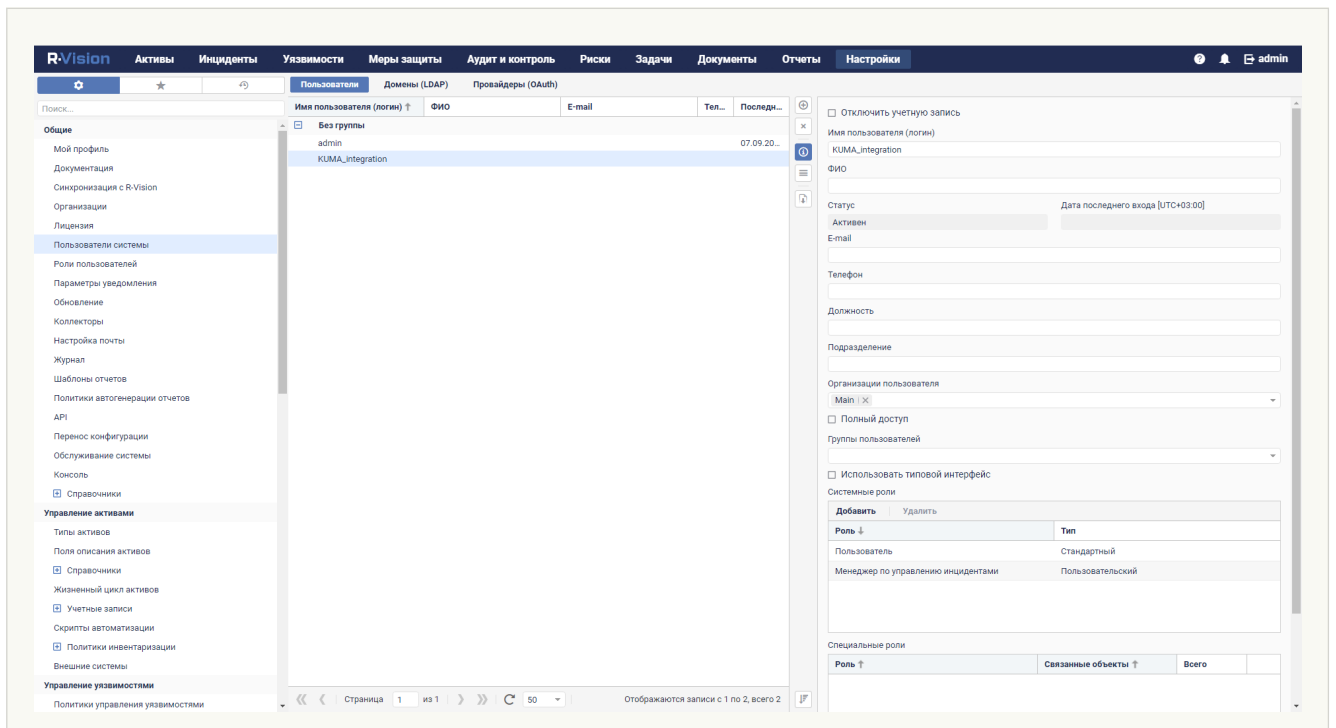 R·Vision Активы Инциденты Уязвимости Меры защиты Аудит и контроль Риски Задачи Документы Отчеты Настройки admin
Пользователи Домены (LDAP) Провайдеры (OAuth)
Поиск...
Общие
Мой профиль
Документация
Синхронизация с R-Vision
Организации
Лицензия
Пользователи системы
Роли пользователей
Параметры уведомления
Обновление
Коллекторы
Настройка почты
Журнал
Шаблоны отчетов
Политики автогенерации отчетов
API
Перенос конфигурации
Обслуживание системы
Консоль
Справочники
Управление активами
Типы активов
Поля описания активов
Справочники
Жизненный цикл активов
Учетные записи
Скрипты автоматизации
Политики инвентаризации
Внешние системы
Управление уязвимостями
Политики управления уязвимостями
Имя пользователя (логин) ↑ ФИО E-mail Тел... Последн...
Без группы
admin 07.09.20...
KUMA_integration
Страница 1 из 1 50 Отображаются записи с 1 по 2, всего 2
Отключить учетную запись
Имя пользователя (логин)
KUMA_integration
ФИО
Статус Дата последнего входа [UTC+03:00]
Активен
E-mail
Телефон
Должность
Подразделение
Организации пользователя
Main
Полный доступ
Группы пользователей
Использовать типовой интерфейс
Системные роли
Добавить Удалить
Роль ↓ Тип
Пользователь Стандартный
Менеджер по управлению инцидентами Пользовательский
Специальные роли
Роль ↑ Связанные объекты ↑ Всего